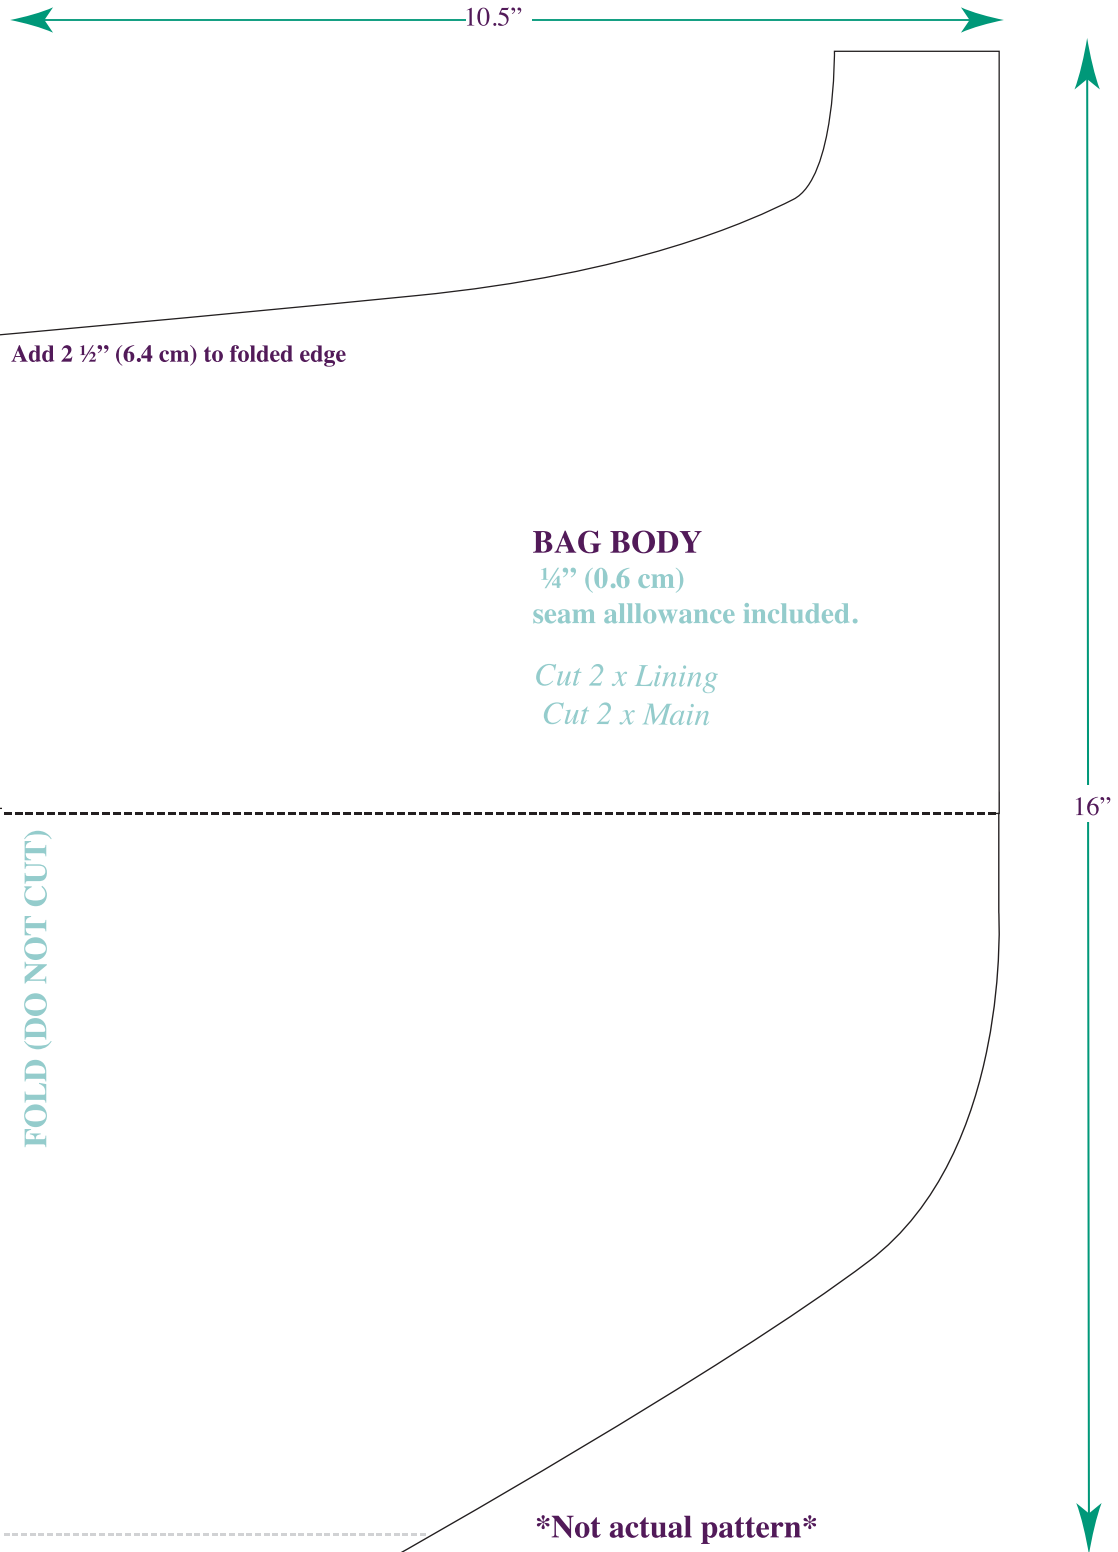 10.5”
Add 2 ½” (6.4 cm) to folded edge
BAG BODY
¼” (0.6 cm)
seam alllowance included.
Cut 2 x Lining
Cut 2 x Main
16”
FOLD (DO NOT CUT)
*Not actual pattern*